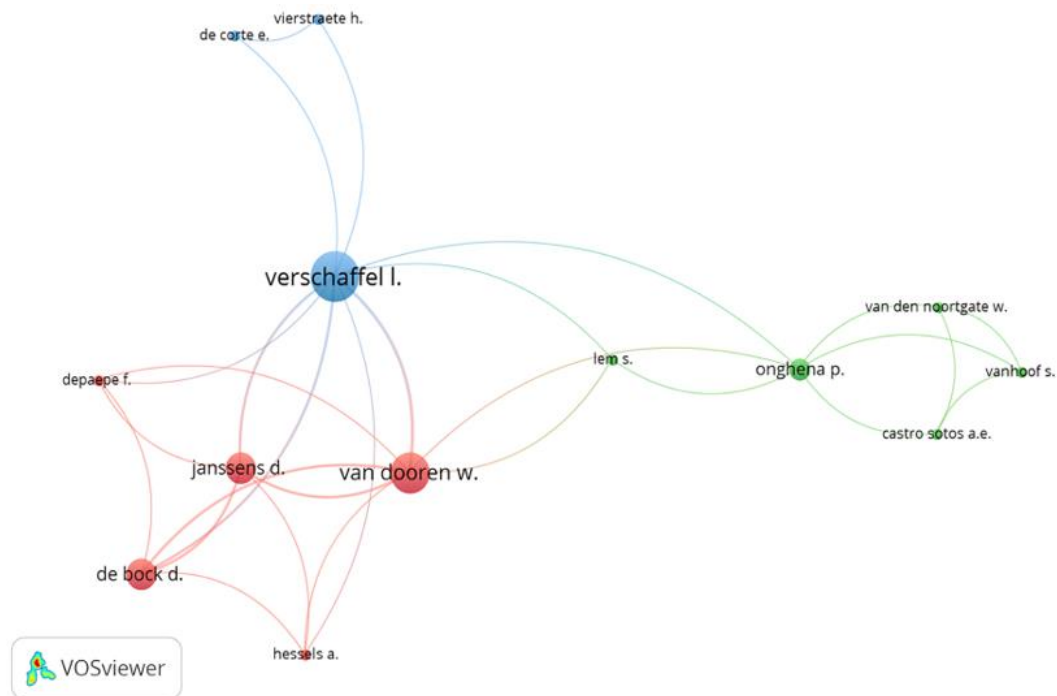 vierstraete h.
de corte e.
verschaffel l.
van den noortgate w.
lem s.
onghena p.
vanhoof s.
depaepe f.
castro sotos a.e.
janssens d.
van dooren w.
de bock d.
hessels a.
VOSviewer